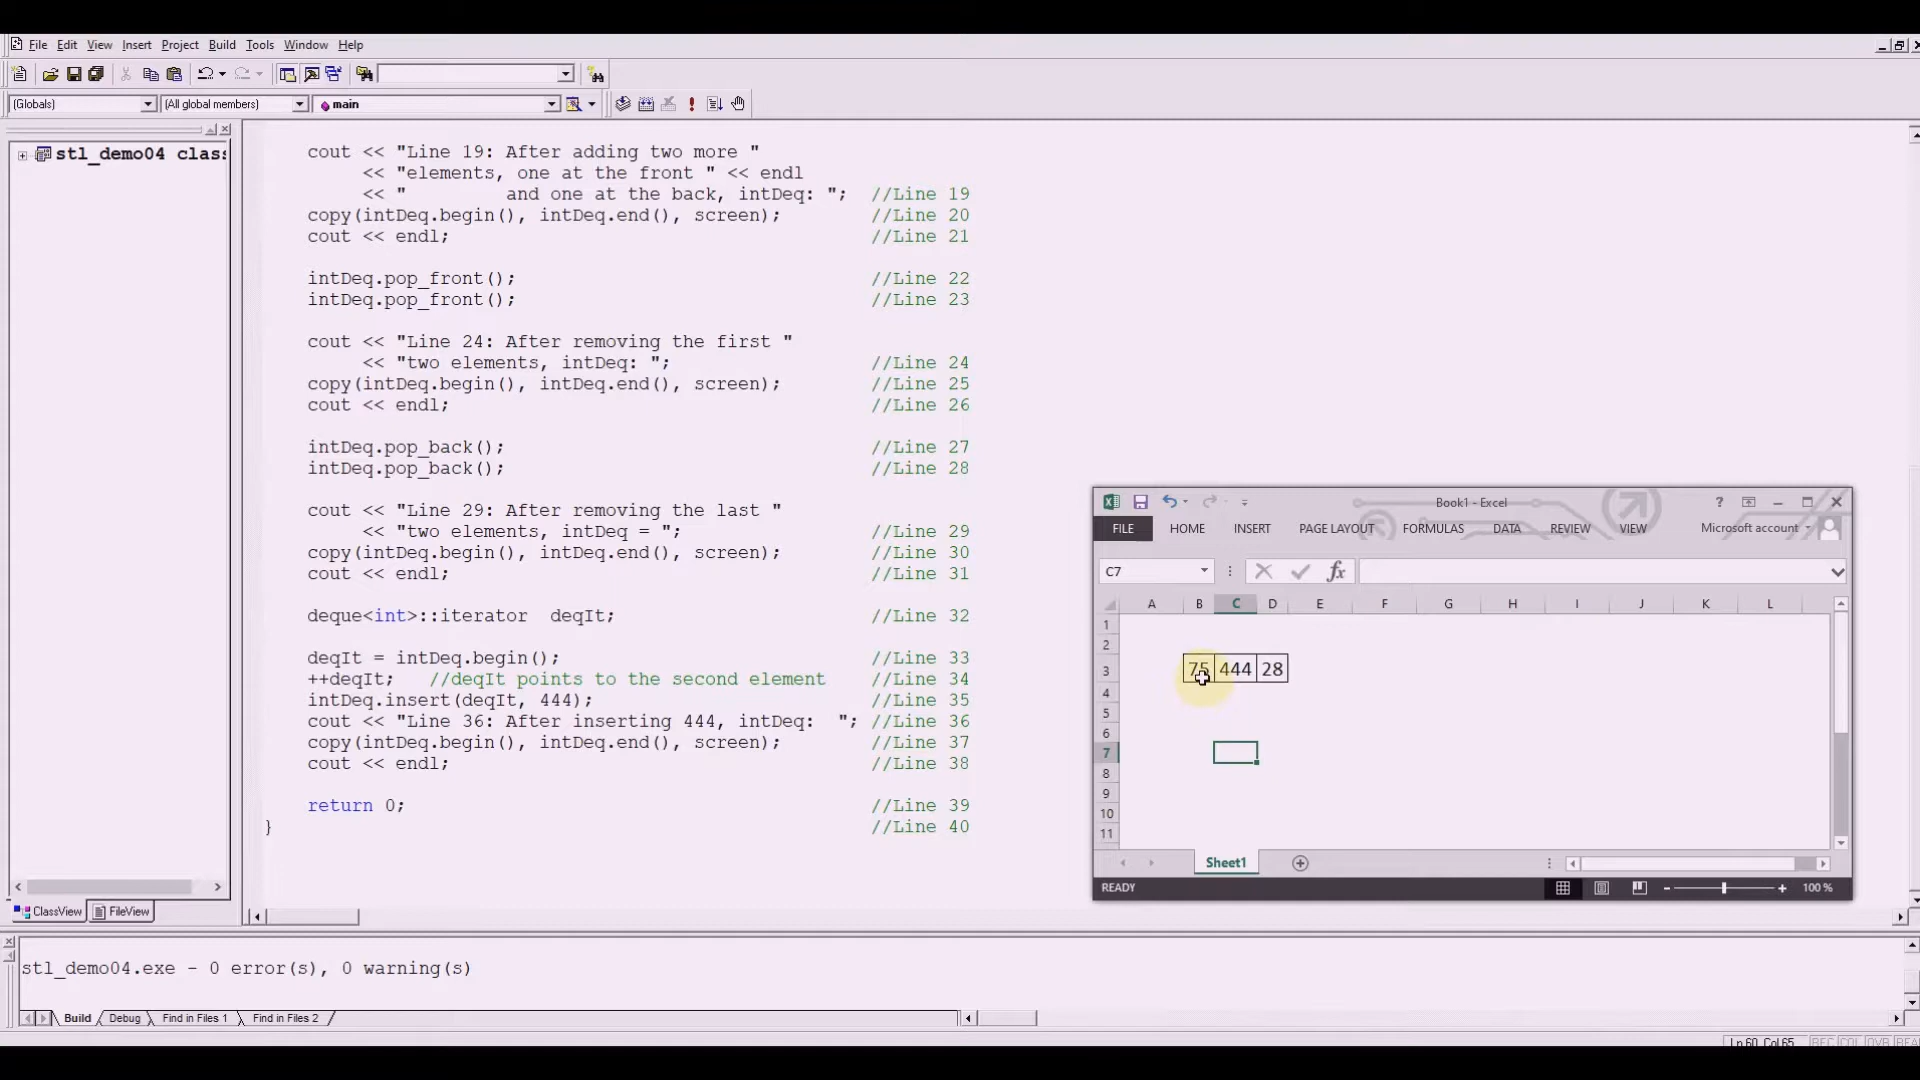 File Edit View Insert Project Build Tools Window Help
(Globals) (All global members) main
stl_demo04 class
cout << "Line 19: After adding two more "
<< "elements, one at the front " << endl
<< " and one at the back, intDeq: "; //Line 19
copy(intDeq.begin(), intDeq.end(), screen); //Line 20
cout << endl; //Line 21
intDeq.pop_front(); //Line 22
intDeq.pop_front(); //Line 23
cout << "Line 24: After removing the first "
<< "two elements, intDeq: "; //Line 24
copy(intDeq.begin(), intDeq.end(), screen); //Line 25
cout << endl; //Line 26
intDeq.pop_back(); //Line 27
intDeq.pop_back(); //Line 28
cout << "Line 29: After removing the last "
<< "two elements, intDeq = "; //Line 29
copy(intDeq.begin(), intDeq.end(), screen); //Line 30
cout << endl; //Line 31
deque<int>::iterator deqIt; //Line 32
deqIt = intDeq.begin(); //Line 33
++deqIt; //deqIt points to the second element //Line 34
intDeq.insert(deqIt, 444); //Line 35
cout << "Line 36: After inserting 444, intDeq: "; //Line 36
copy(intDeq.begin(), intDeq.end(), screen); //Line 37
cout << endl; //Line 38
return 0; //Line 39
} //Line 40
Book1 - Excel ?
FILE HOME INSERT PAGE LAYOUT FORMULAS DATA REVIEW VIEW Microsoft account
C7 fx
A B C D E F G H I J K L
1
2
3 75 444 28
4
5
6
7
8
9
10
11
Sheet1
READY 100 %
ClassView FileView
stl_demo04.exe - 0 error(s), 0 warning(s)
Build Debug Find in Files 1 Find in Files 2
Ln 60, Col 65